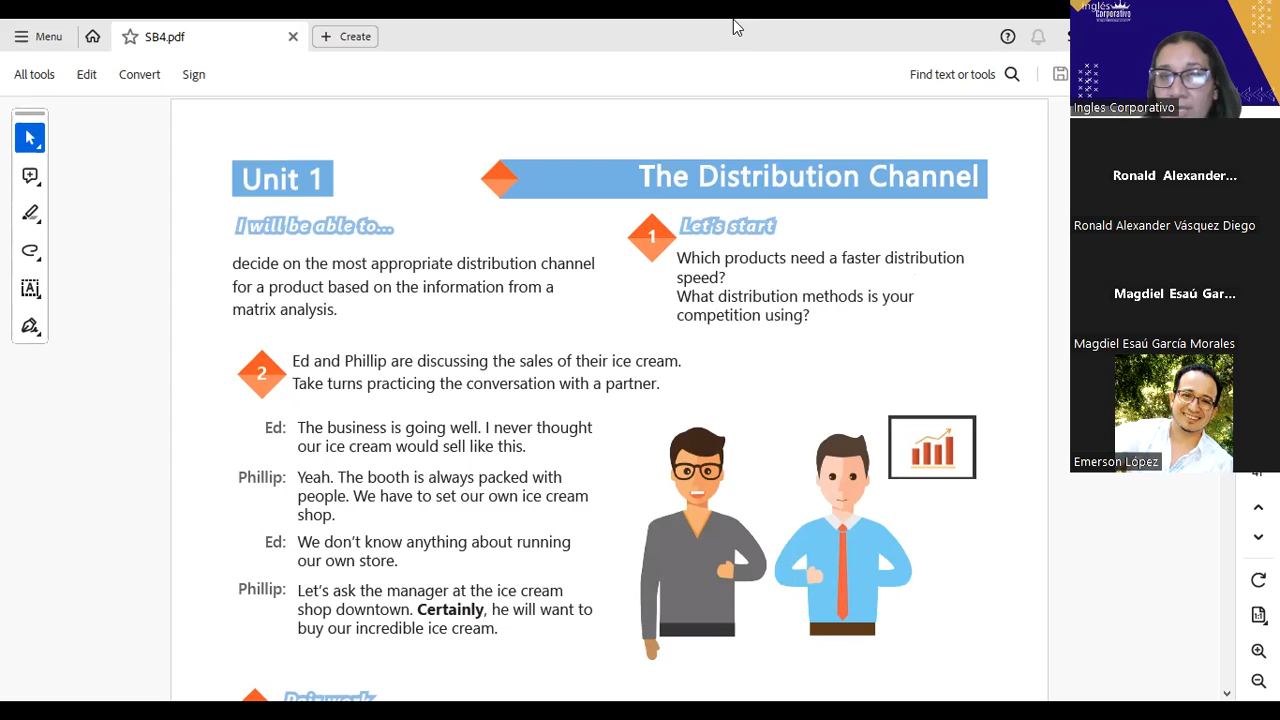 Menu
SB4.pdf
Create
All tools
Edit
Convert
Sign
Find text or tools
Unit 1
The Distribution Channel
I will be able to...
decide on the most appropriate distribution channel
for a product based on the information from a
matrix analysis.
1
Let's start
Which products need a faster distribution
speed?
What distribution methods is your
competition using?
2
Ed and Phillip are discussing the sales of their ice cream.
Take turns practicing the conversation with a partner.
Ed: The business is going well. I never thought
our ice cream would sell like this.
Phillip: Yeah. The booth is always packed with
people. We have to set our own ice cream
shop.
Ed: We don't know anything about running
our own store.
Phillip: Let's ask the manager at the ice cream
shop downtown. Certainly, he will want to
buy our incredible ice cream.
Pair work
Inglés
Corporativo
Ingles Corporativo
Ronald Alexander...
Ronald Alexander Vásquez Diego
Magdiel Esaú Gar...
Magdiel Esaú García Morales
Emerson López